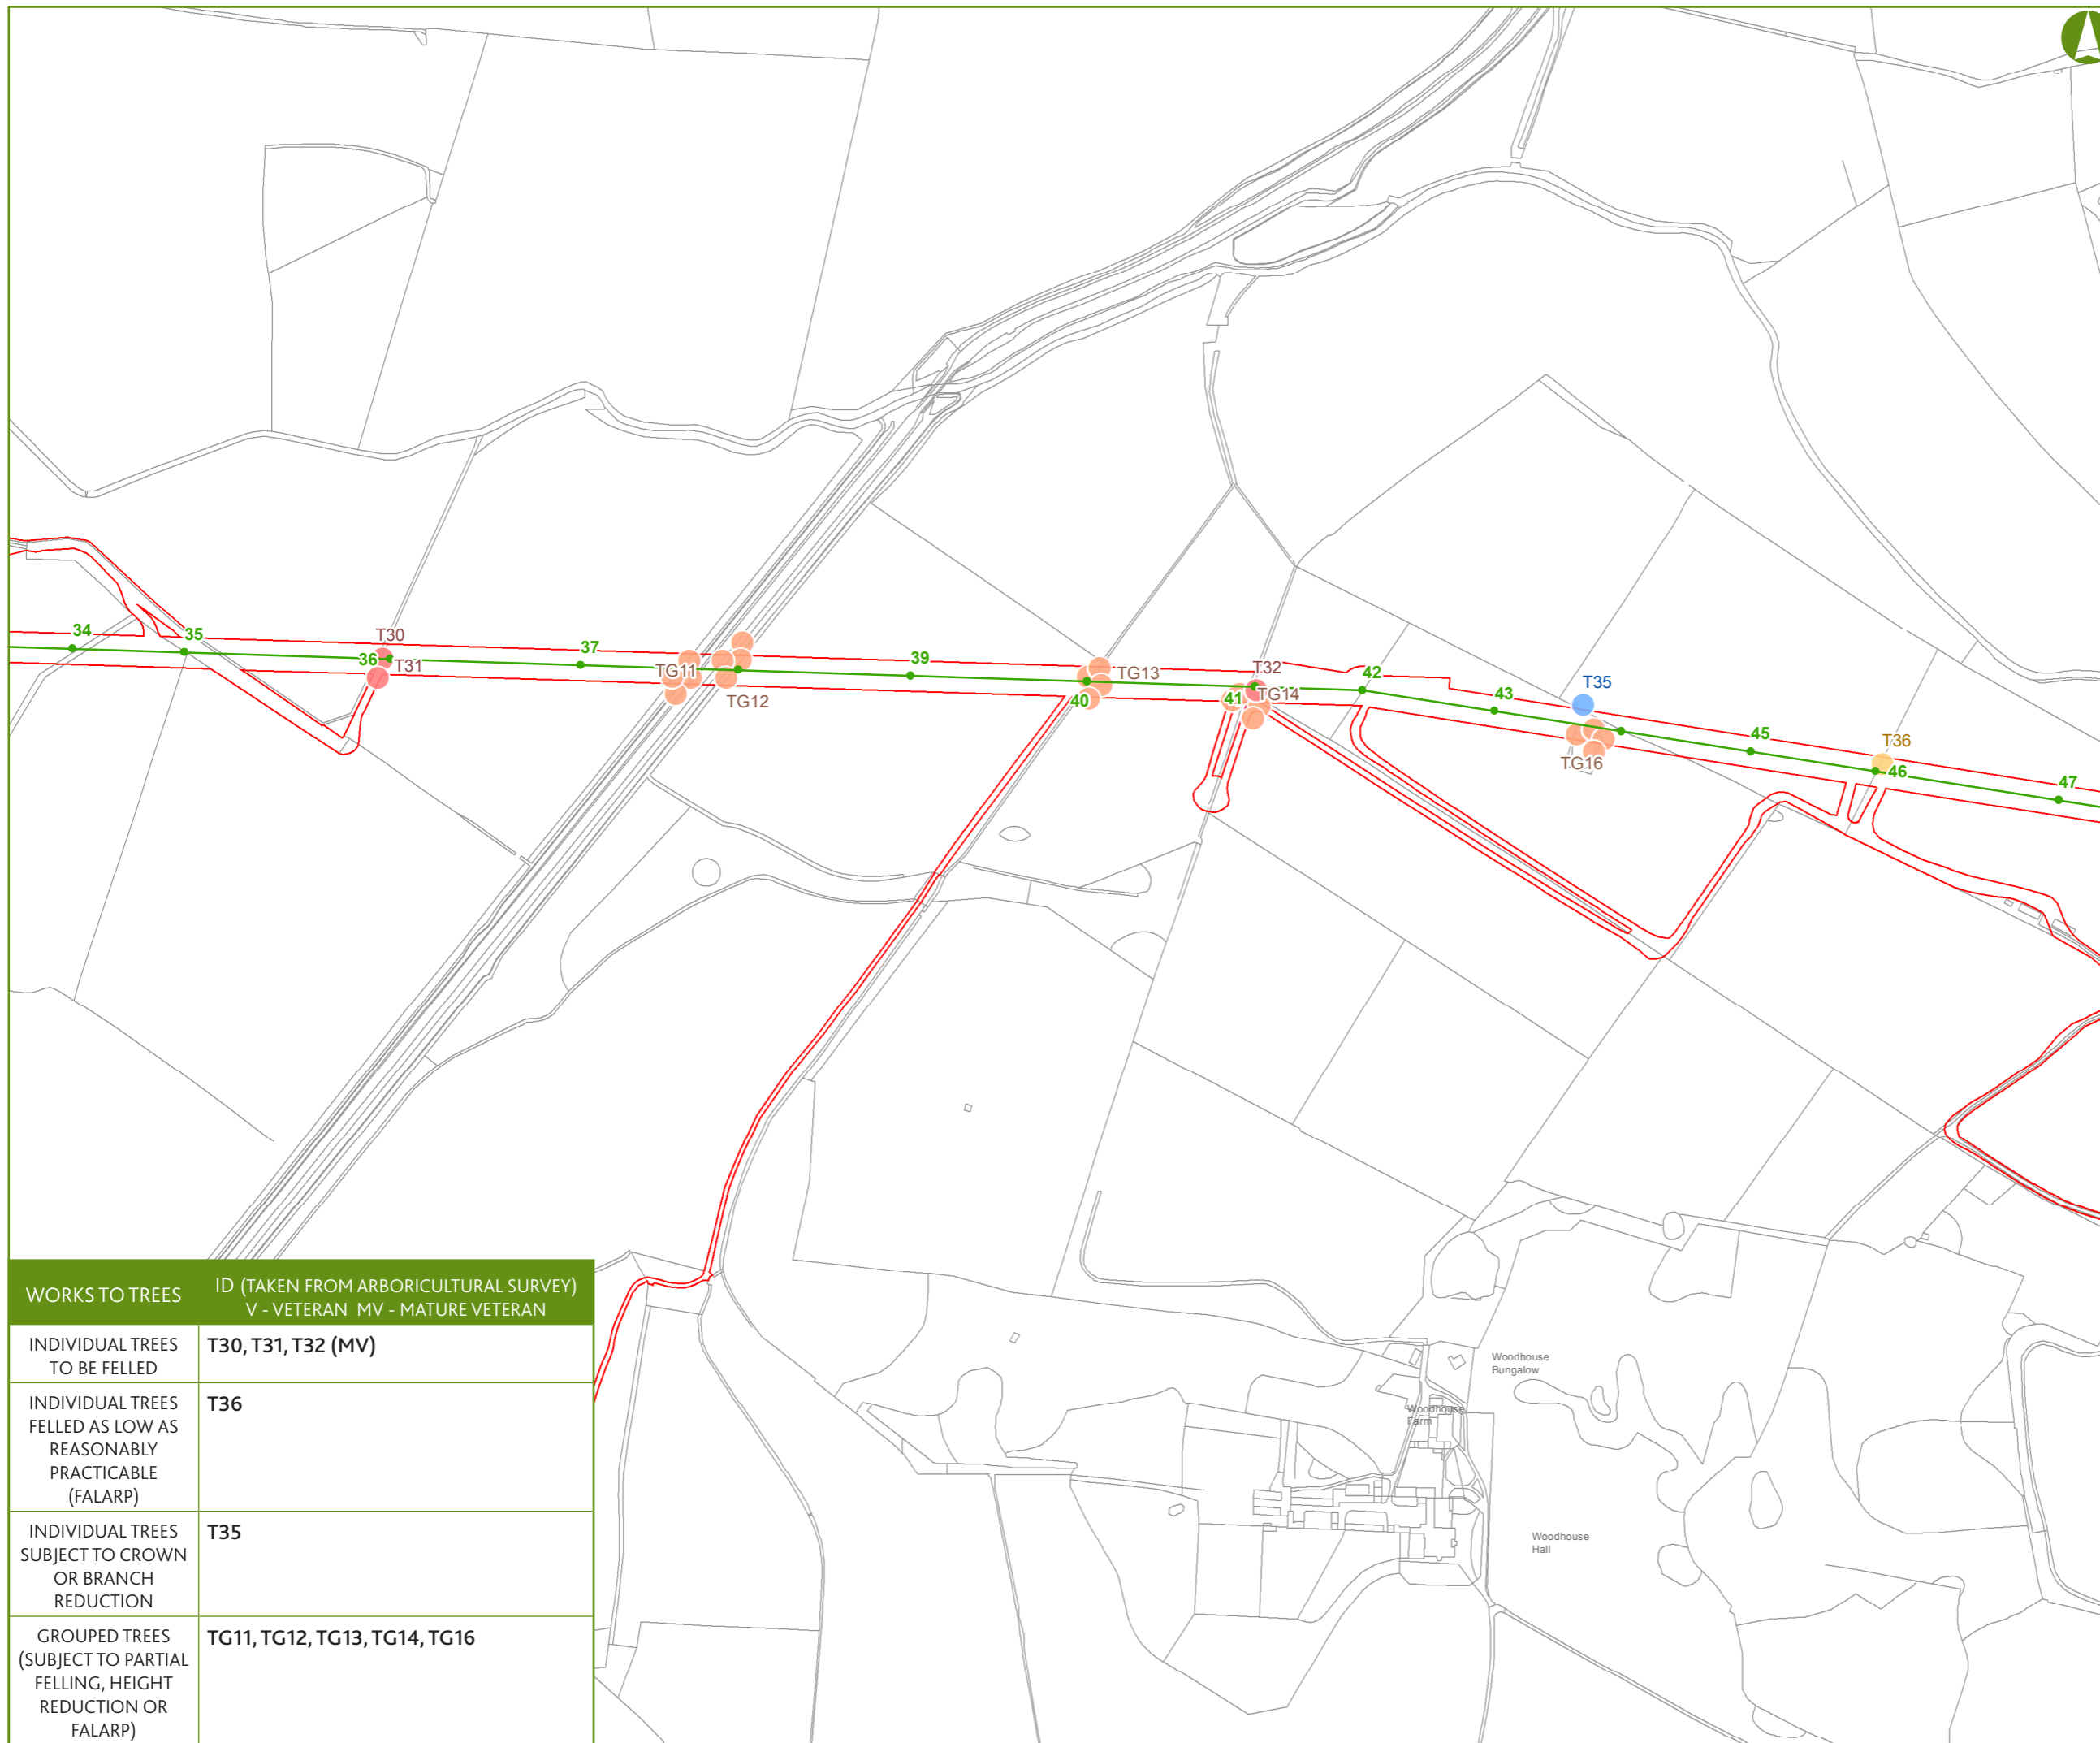 34
35
T30
36
T31
37
TG11
TG12
39
TG13
40
T32
41
TG14
42
43
T35
TG16
45
T36
46
47
Woodhouse
Bungalow
Woodhouse
Farm
Woodhouse
Hall
WORKS TO TREES
ID (TAKEN FROM ARBORICULTURAL SURVEY)
V - VETERAN MV - MATURE VETERAN
INDIVIDUAL TREES
TO BE FELLED
T30, T31, T32 (MV)
INDIVIDUAL TREES
FELLED AS LOW AS
REASONABLY
PRACTICABLE
(FALARP)
T36
INDIVIDUAL TREES
SUBJECT TO CROWN
OR BRANCH
REDUCTION
T35
GROUPED TREES
(SUBJECT TO PARTIAL
FELLING, HEIGHT
REDUCTION OR
FALARP)
TG11, TG12, TG13, TG14, TG16